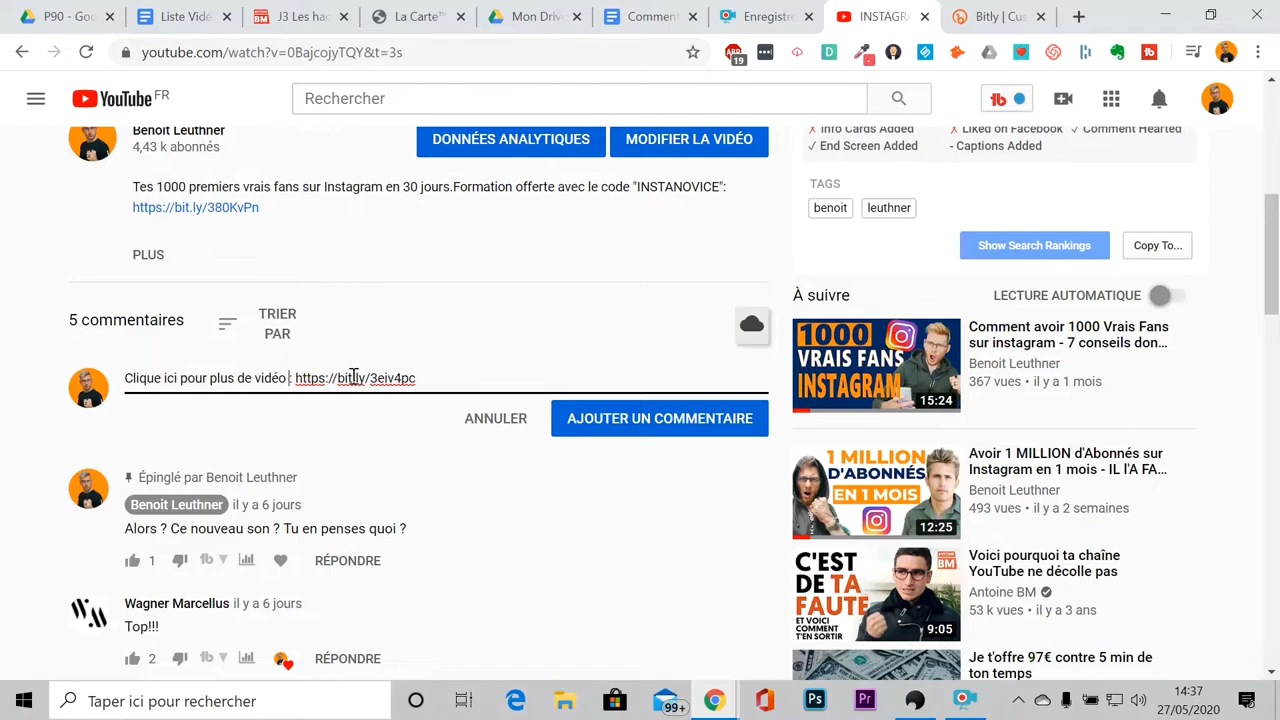 P90 - Goo
Liste Vidé
J3 Les hac
La Carte™
Mon Driv
Comment
Enregistre
INSTAGR
Bitly | Cus
youtube.com/watch?v=0BajcojyTQY&t=3s
19
YouTube FR
Rechercher
Benoit Leuthner
4,43 k abonnés
DONNÉES ANALYTIQUES
MODIFIER LA VIDÉO
Tes 1000 premiers vrais fans sur Instagram en 30 jours.Formation offerte avec le code "INSTANOVICE":
https://bit.ly/380KvPn
PLUS
5 commentaires
TRIER
PAR
Clique ici pour plus de vidéo : https://bit.ly/3eiv4pc
ANNULER
AJOUTER UN COMMENTAIRE
Épinglé par Benoit Leuthner
Benoit Leuthner il y a 6 jours
Alors ? Ce nouveau son ? Tu en penses quoi ?
1
RÉPONDRE
Wagner Marcellus il y a 6 jours
Top!!!
2
RÉPONDRE
✗ Info Cards Added
✗ Liked on Facebook
✓ Comment Hearted
✓ End Screen Added
- Captions Added
TAGS
benoit
leuthner
Show Search Rankings
Copy To...
À suivre
LECTURE AUTOMATIQUE
1000
VRAIS FANS
INSTAGRAM
15:24
Comment avoir 1000 Vrais Fans
sur instagram - 7 conseils don...
Benoit Leuthner
367 vues • il y a 1 mois
1 MILLION
D'ABONNÉS
EN 1 MOIS
12:25
Avoir 1 MILLION d'Abonnés sur
Instagram en 1 mois - IL l'A FA...
Benoit Leuthner
493 vues • il y a 2 semaines
C'EST
DE TA
FAUTE
ET VOICI
COMMENT
T'EN SORTIR
9:05
Voici pourquoi ta chaîne
YouTube ne décolle pas
Antoine BM
53 k vues • il y a 3 ans
Je t'offre 97€ contre 5 min de
ton temps
Taper ici pour rechercher
99+
14:37
27/05/2020